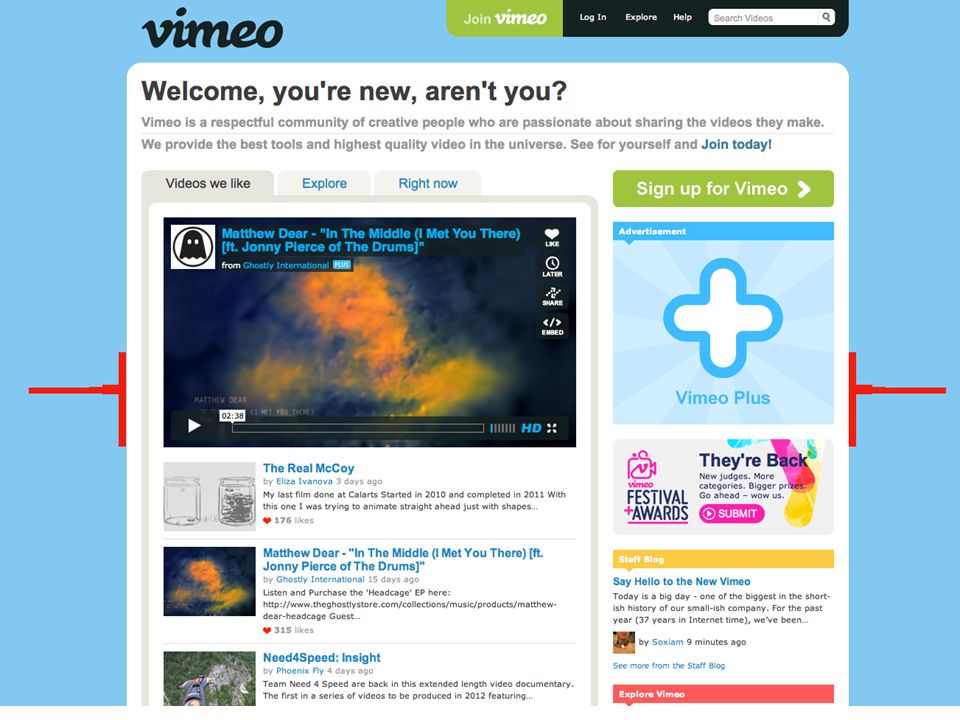 vimeo
Join vimeo
Log In
Explore
Help
Search Videos
Welcome, you're new, aren't you?
Vimeo is a respectful community of creative people who are passionate about sharing the videos they make.
We provide the best tools and highest quality video in the universe. See for yourself and Join today!
Videos we like
Explore
Right now
Matthew Dear - "In The Middle (I Met You There)
[ft. Jonny Pierce of The Drums]"
from Ghostly International PLUS
LIKE
LATER
SHARE
EMBED
MATTHEW DEAR
(I MET YOU THERE)
02:38
HD
The Real McCoy
by Eliza Ivanova 3 days ago
My last film done at Calarts Started in 2010 and completed in 2011 With
this one I was trying to animate straight ahead just with shapes...
176 likes
Matthew Dear - "In The Middle (I Met You There) [ft.
Jonny Pierce of The Drums]"
by Ghostly International 15 days ago
Listen and Purchase the 'Headcage' EP here:
http://www.theghostlystore.com/collections/music/products/matthew-
dear-headcage Guest...
315 likes
Need4Speed: Insight
by Phoenix Fly 4 days ago
Team Need 4 Speed are back in this extended length video documentary.
The first in a series of videos to be produced in 2012 featuring...
Sign up for Vimeo
Advertisement
Vimeo Plus
vimeo
FESTIVAL
+AWARDS
They're Back
New judges. More
categories. Bigger prizes.
Go ahead – wow us.
SUBMIT
Staff Blog
Say Hello to the New Vimeo
Today is a big day - one of the biggest in the short-
ish history of our small-ish company. For the past
year (37 years in Internet time), we've been...
by Soxiam 9 minutes ago
See more from the Staff Blog
Explore Vimeo